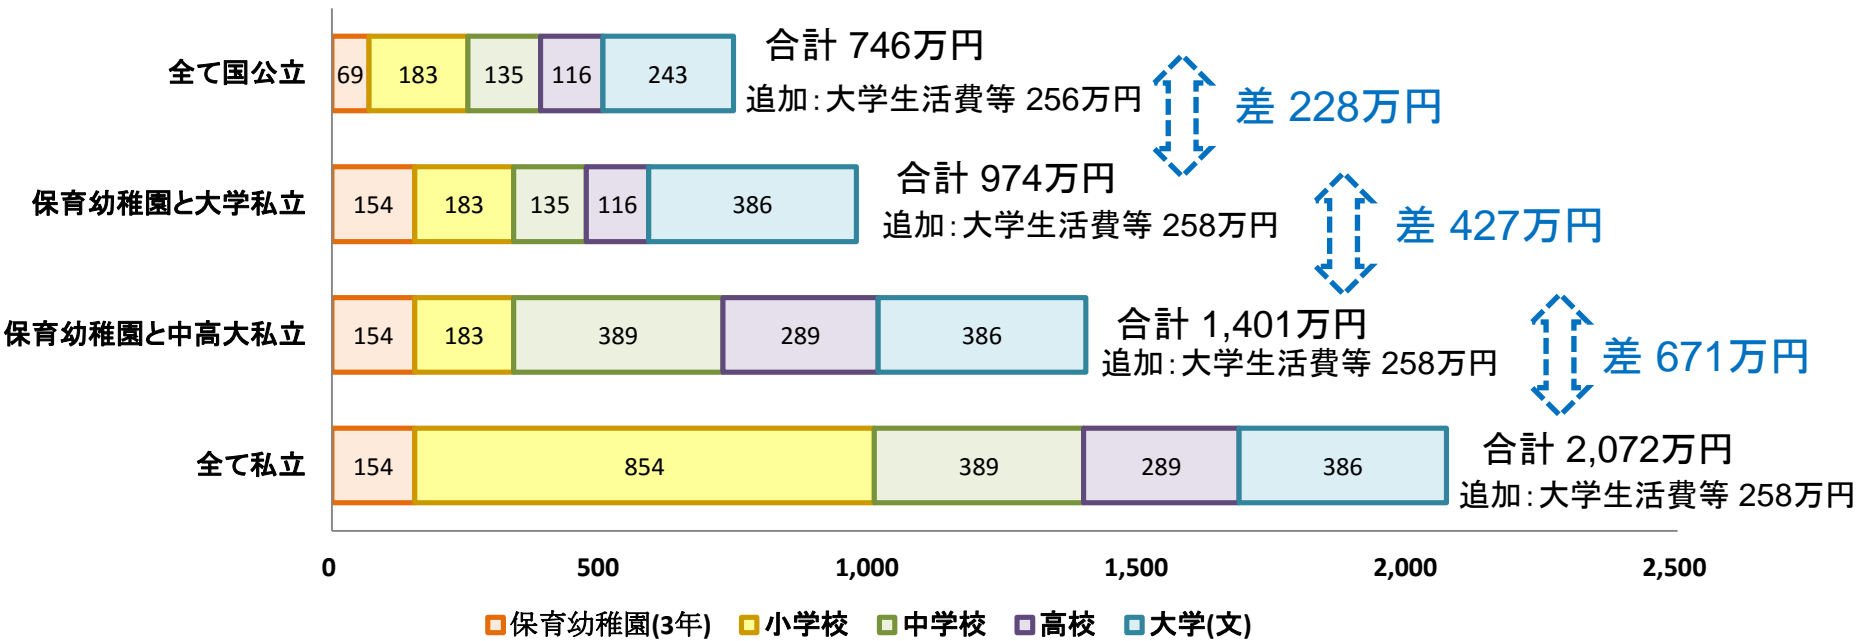 全て国公立
69 183 135 116 243
合計 746万円
追加：大学生活費等 256万円
差 228万円
保育幼稚園と大学私立
154 183 135 116 386
合計 974万円
追加：大学生活費等 258万円
差 427万円
保育幼稚園と中高大私立
154 183 389 289 386
合計 1,401万円
追加：大学生活費等 258万円
差 671万円
全て私立
154 854 389 289 386
合計 2,072万円
追加：大学生活費等 258万円
0 500 1,000 1,500 2,000 2,500
保育幼稚園(3年) 小学校 中学校 高校 大学(文)